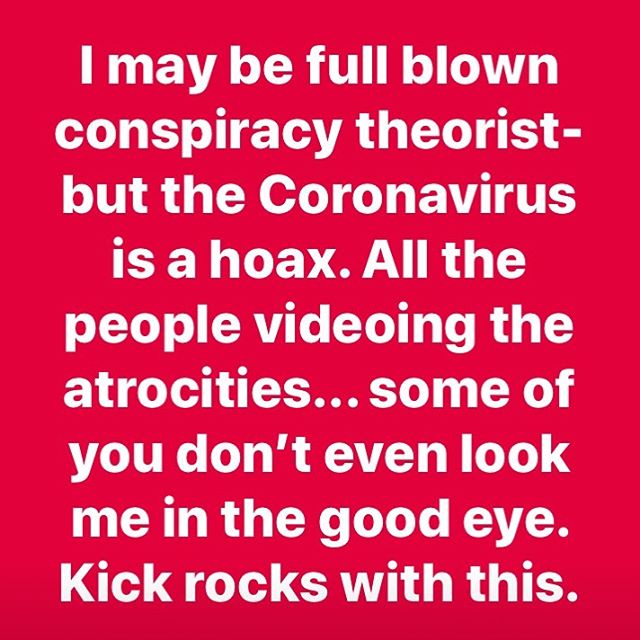 I may be full blown
conspiracy theorist-
but the Coronavirus
is a hoax. All the
people videoing the
atrocities... some of
you don’t even look
me in the good eye.
Kick rocks with this.